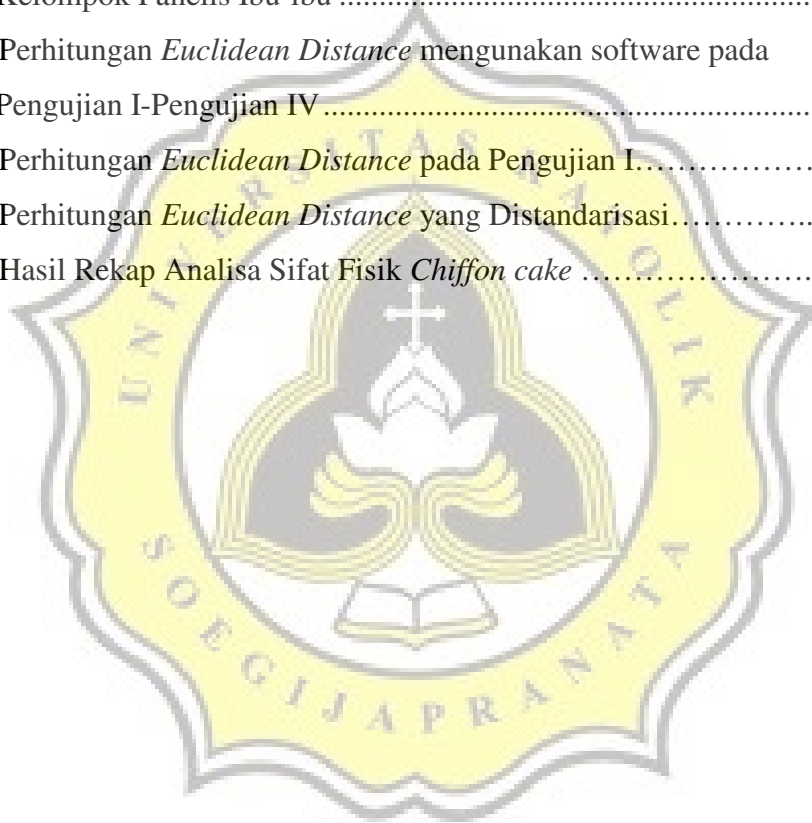 Kelompok Panelis Ibu-ibu ........................................................................
Perhitungan Euclidean Distance mengunakan software pada
Pengujian I-Pengujian IV........................................................................
Perhitungan Euclidean Distance pada Pengujian I………………
Perhitungan Euclidean Distance yang Distandarisasi……………
Hasil Rekap Analisa Sifat Fisik Chiffon cake ……………………
UNIVERSITAS KATOLIK
SOEGIJAPRANATA